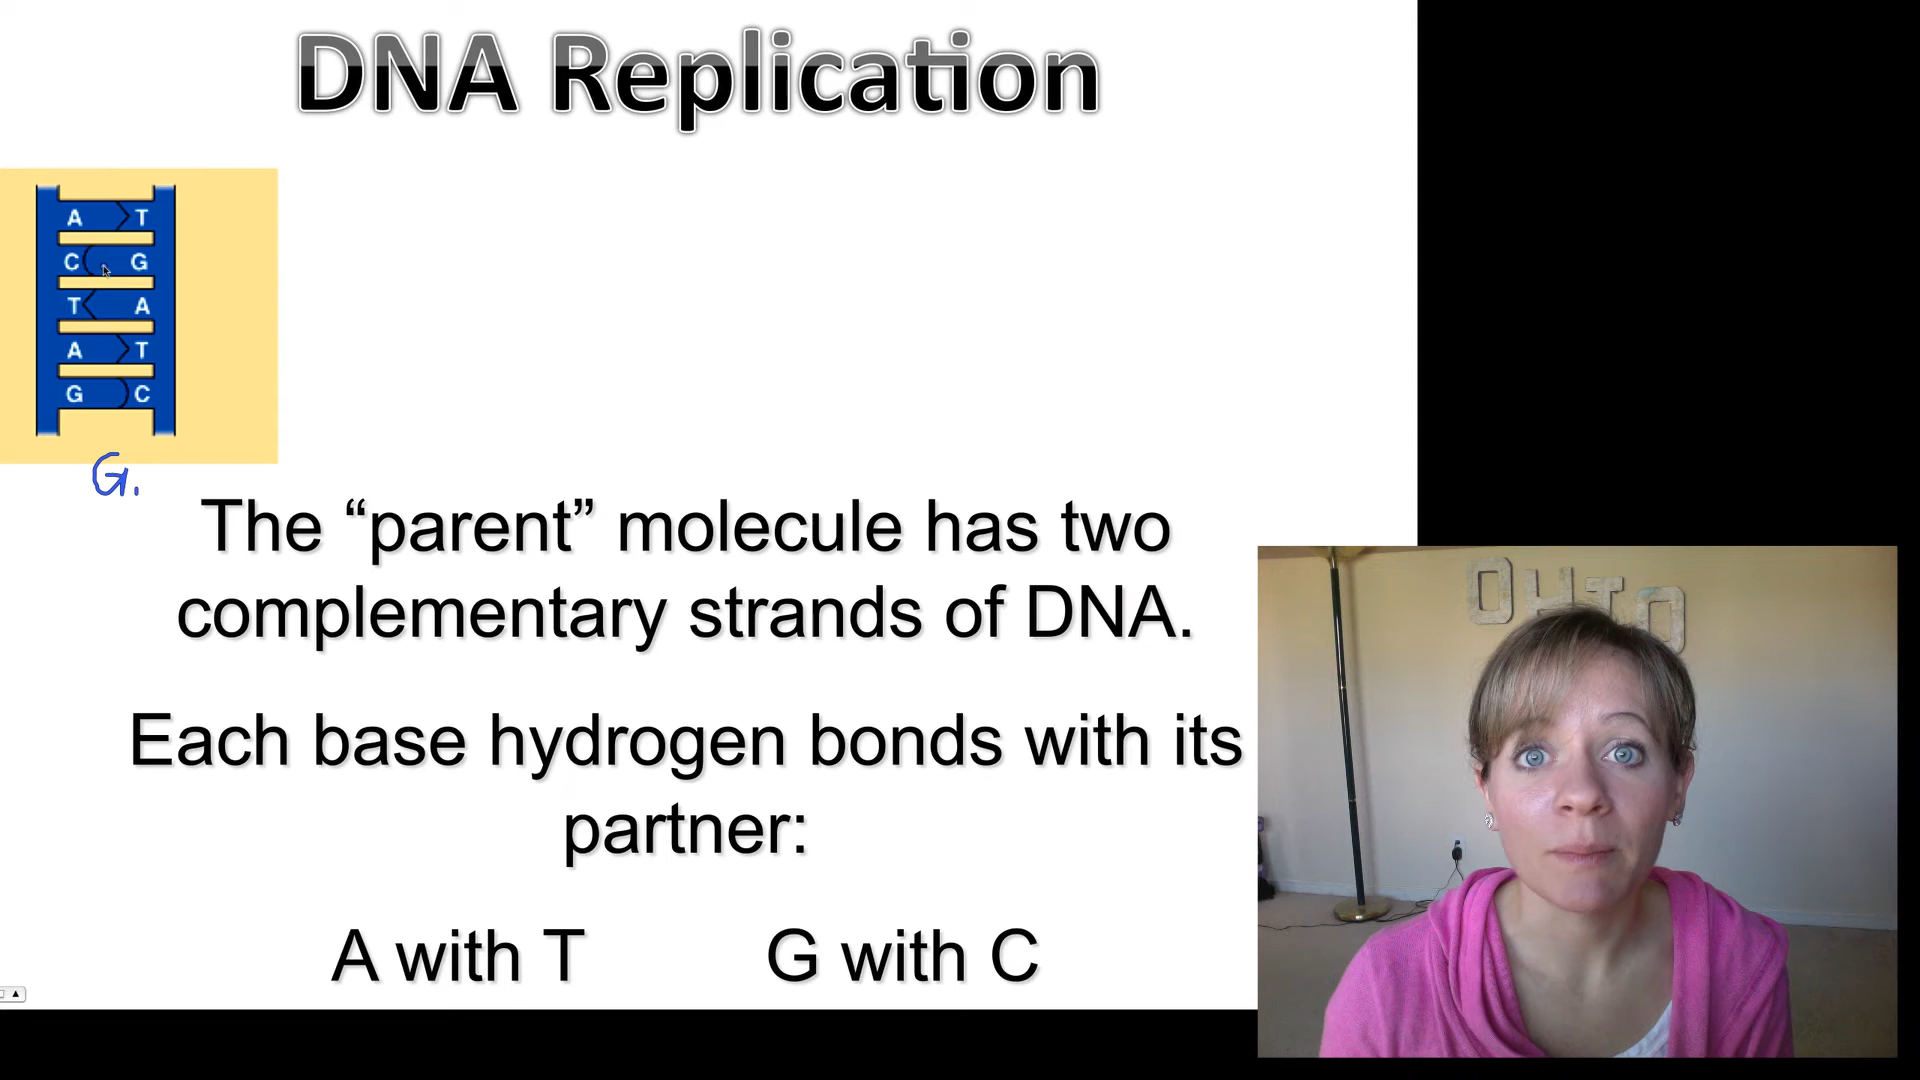 DNA Replication
A T
C G
T A
A T
G C
G.
The “parent” molecule has two
complementary strands of DNA.
Each base hydrogen bonds with its
partner:
A with T G with C
OHIO